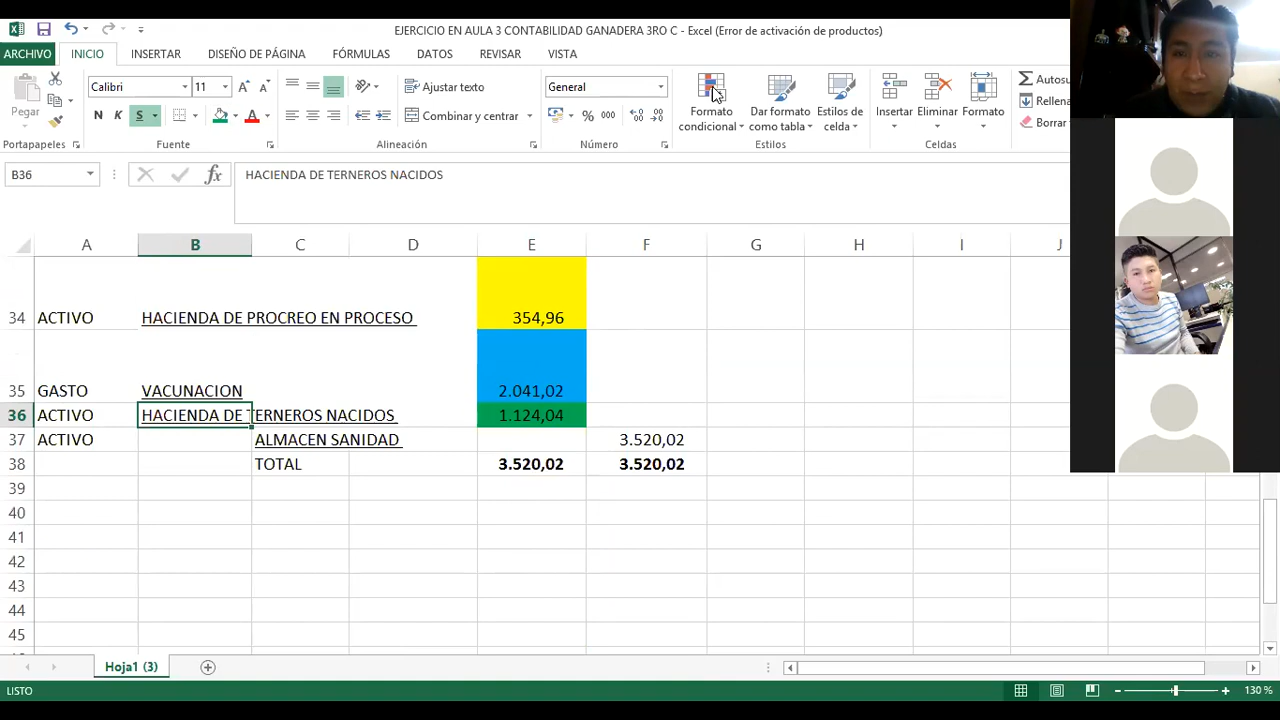 EJERCICIO EN AULA 3 CONTABILIDAD GANADERA 3RO C - Excel (Error de activación de productos)
ARCHIVO INICIO INSERTAR DISEÑO DE PÁGINA FÓRMULAS DATOS REVISAR VISTA
Calibri 11 Ajustar texto General Autosu
Pegar N K S A Combinar y centrar % 000 Formato condicional Dar formato como tabla Estilos de celda Insertar Eliminar Formato Rellena
Borrar
Portapapeles Fuente Alineación Número Estilos Celdas
B36 fx HACIENDA DE TERNEROS NACIDOS
A B C D E F G H I J
34 ACTIVO HACIENDA DE PROCREO EN PROCESO 354,96
35 GASTO VACUNACION 2.041,02
36 ACTIVO HACIENDA DE TERNEROS NACIDOS 1.124,04
37 ACTIVO ALMACEN SANIDAD 3.520,02
38 TOTAL 3.520,02 3.520,02
39
40
41
42
43
44
45
Hoja1 (3)
LISTO 130 %